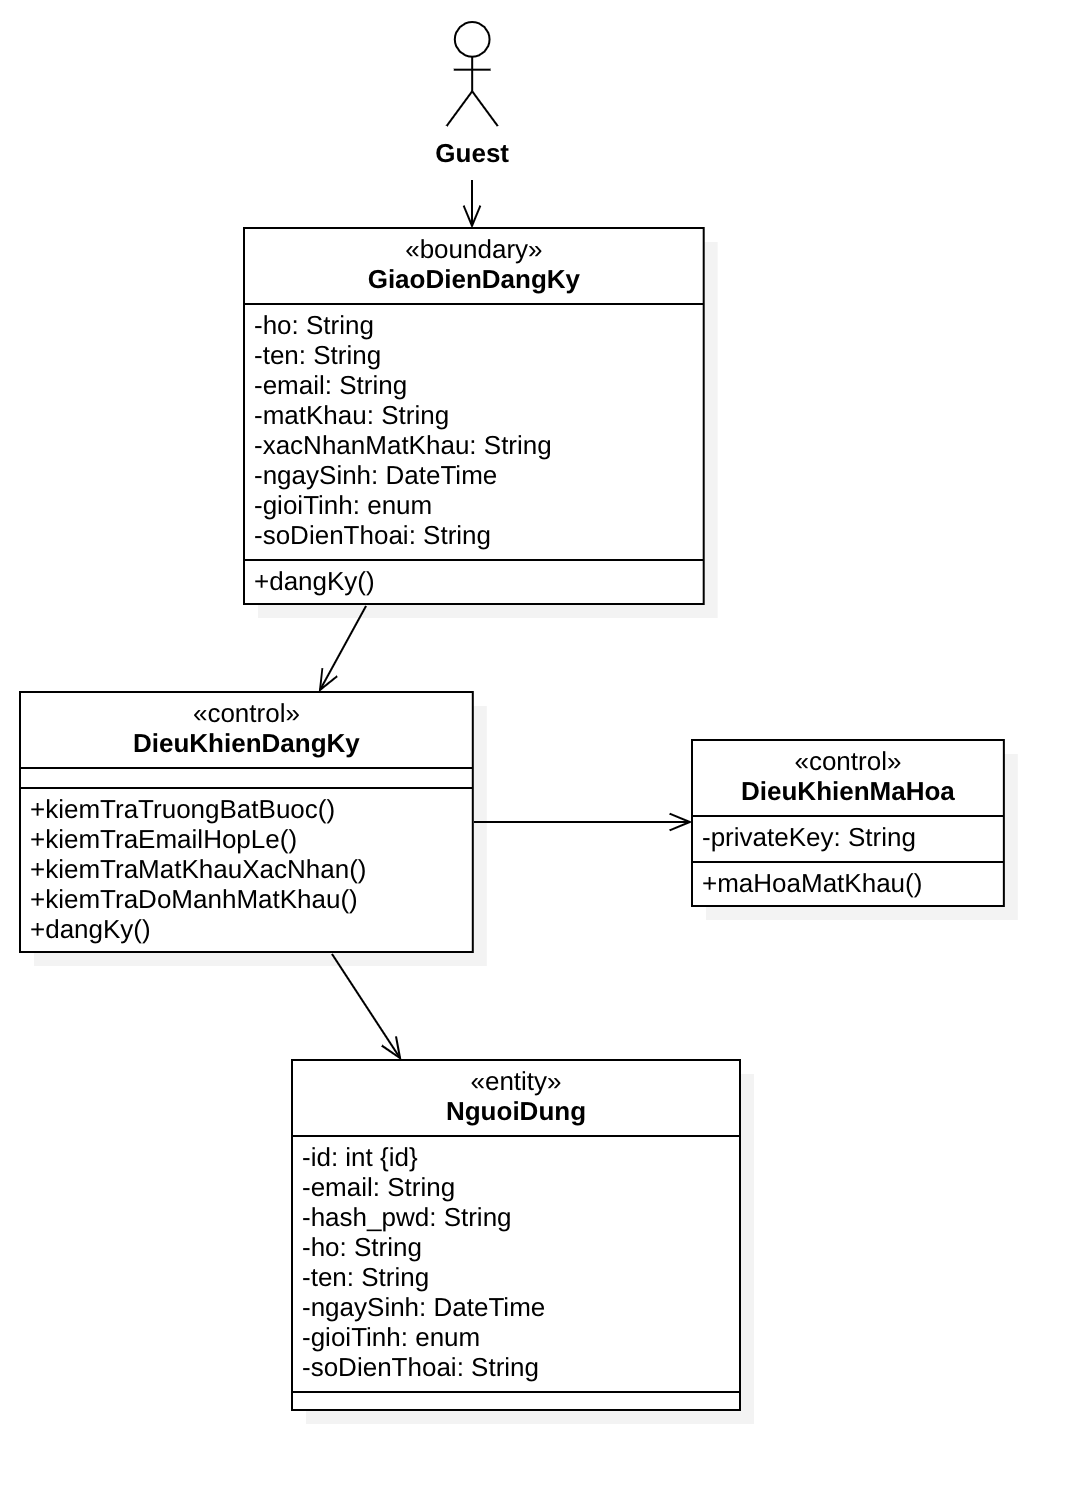 Guest
«boundary»
GiaoDienDangKy
-ho: String
-ten: String
-email: String
-matKhau: String
-xacNhanMatKhau: String
-ngaySinh: DateTime
-gioiTinh: enum
-soDienThoai: String
+dangKy()
«control»
DieuKhienDangKy
+kiemTraTruongBatBuoc()
+kiemTraEmailHopLe()
+kiemTraMatKhauXacNhan()
+kiemTraDoManhMatKhau()
+dangKy()
«control»
DieuKhienMaHoa
-privateKey: String
+maHoaMatKhau()
«entity»
NguoiDung
-id: int {id}
-email: String
-hash_pwd: String
-ho: String
-ten: String
-ngaySinh: DateTime
-gioiTinh: enum
-soDienThoai: String